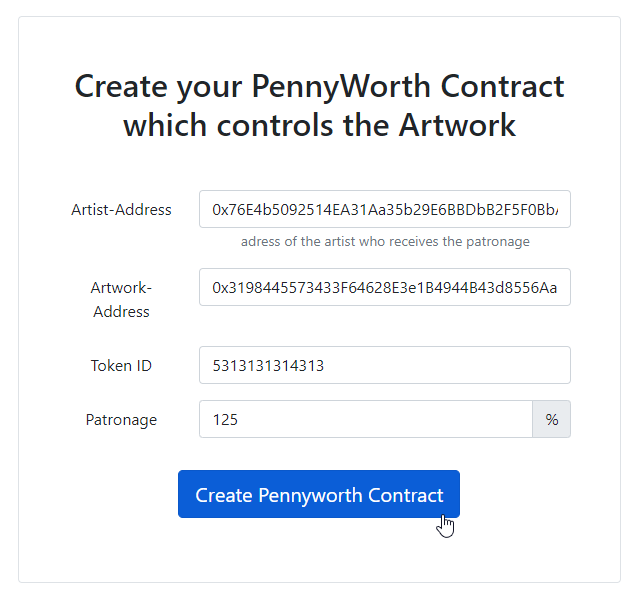 Create your PennyWorth Contract
which controls the Artwork
Artist-Address
0x76E4b5092514EA31Aa35b29E6BBDbB2F5F0Bb
adress of the artist who receives the patronage
Artwork-
Address
0x3198445573433F64628E3e1B4944B43d8556Aa
Token ID
5313131314313
Patronage
125
%
Create Pennyworth Contract